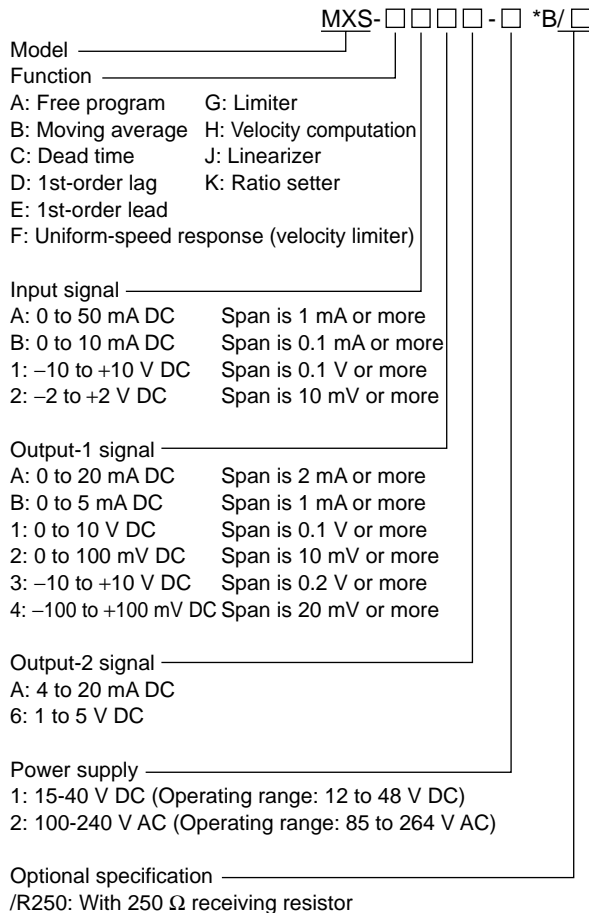 MXS-□□□□-□ *B/□
Model
Function
A: Free program G: Limiter
B: Moving average H: Velocity computation
C: Dead time J: Linearizer
D: 1st-order lag K: Ratio setter
E: 1st-order lead
F: Uniform-speed response (velocity limiter)
Input signal
A: 0 to 50 mA DC Span is 1 mA or more
B: 0 to 10 mA DC Span is 0.1 mA or more
1: –10 to +10 V DC Span is 0.1 V or more
2: –2 to +2 V DC Span is 10 mV or more
Output-1 signal
A: 0 to 20 mA DC Span is 2 mA or more
B: 0 to 5 mA DC Span is 1 mA or more
1: 0 to 10 V DC Span is 0.1 V or more
2: 0 to 100 mV DC Span is 10 mV or more
3: –10 to +10 V DC Span is 0.2 V or more
4: –100 to +100 mV DC Span is 20 mV or more
Output-2 signal
A: 4 to 20 mA DC
6: 1 to 5 V DC
Power supply
1: 15-40 V DC (Operating range: 12 to 48 V DC)
2: 100-240 V AC (Operating range: 85 to 264 V AC)
Optional specification
/R250: With 250 Ω receiving resistor